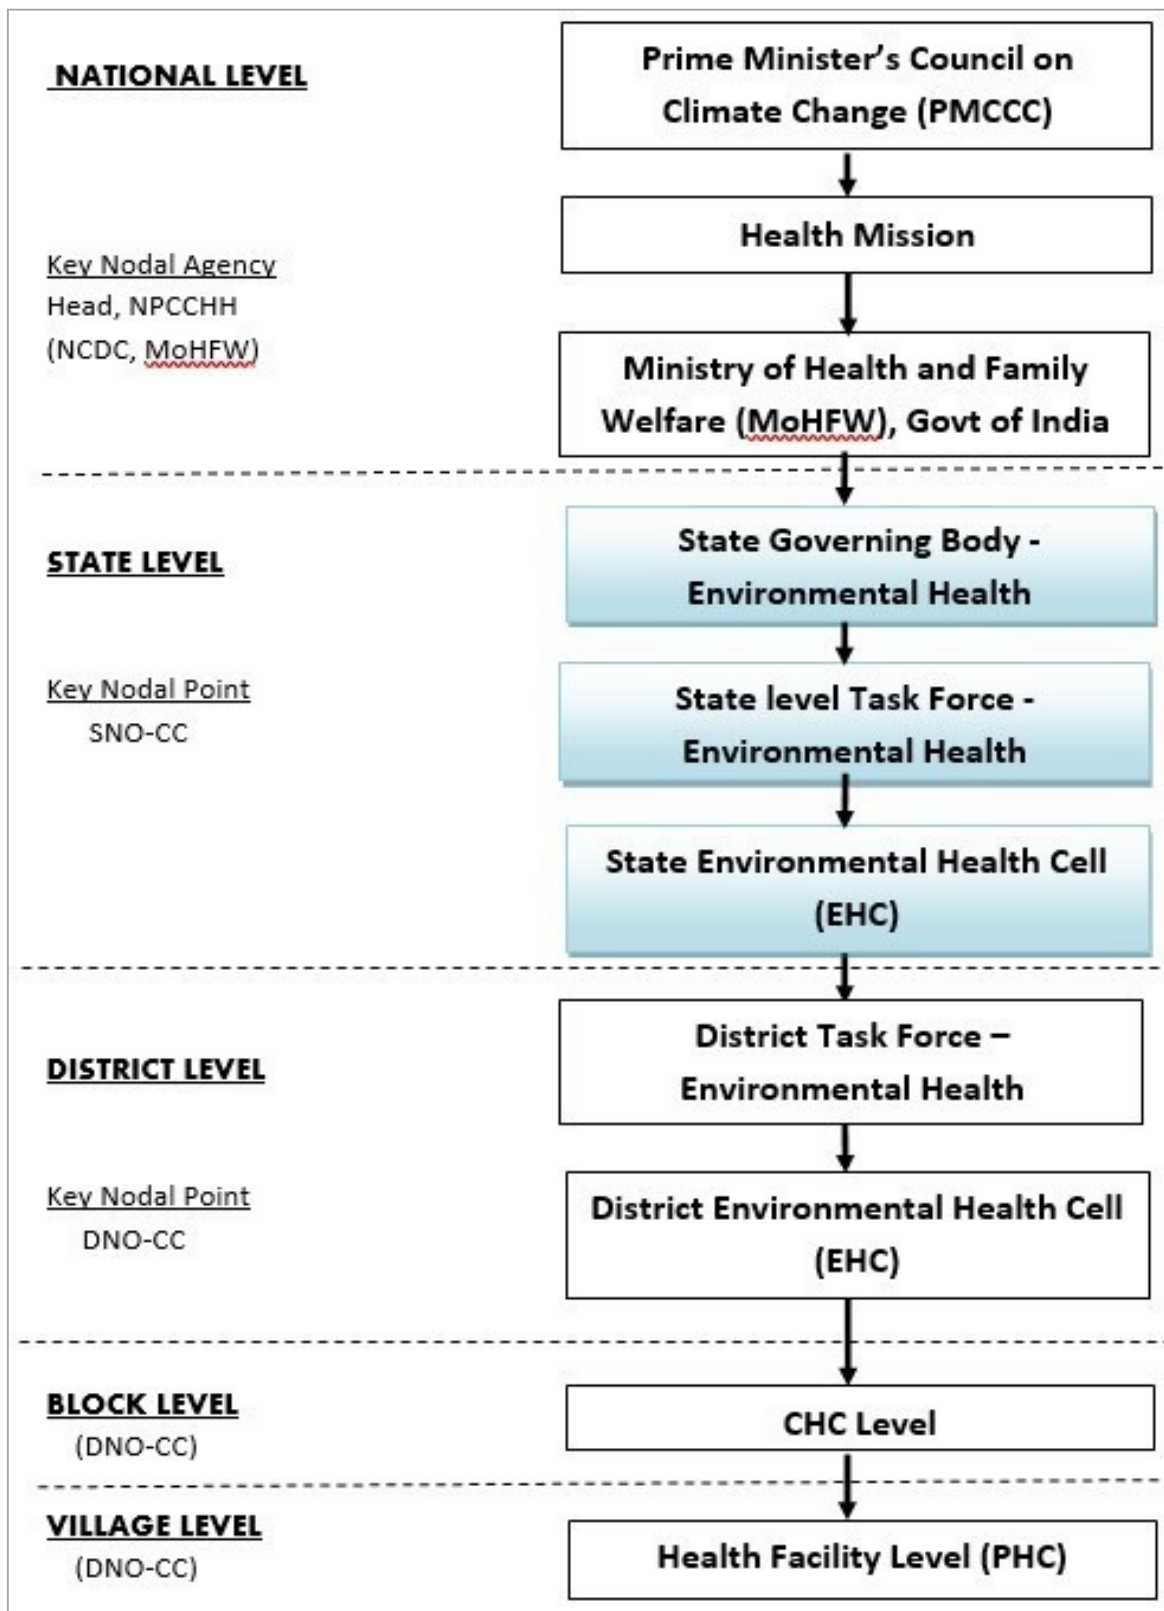 NATIONAL LEVEL
Prime Minister's Council on
Climate Change (PMCCC)
Health Mission
Key Nodal Agency
Head, NPCCHH
(NCDC, MoHFW)
Ministry of Health and Family
Welfare (MoHFW), Govt of India
STATE LEVEL
State Governing Body -
Environmental Health
Key Nodal Point
SNO-CC
State level Task Force -
Environmental Health
State Environmental Health Cell
(EHC)
DISTRICT LEVEL
District Task Force –
Environmental Health
Key Nodal Point
DNO-CC
District Environmental Health Cell
(EHC)
BLOCK LEVEL
(DNO-CC)
CHC Level
VILLAGE LEVEL
(DNO-CC)
Health Facility Level (PHC)